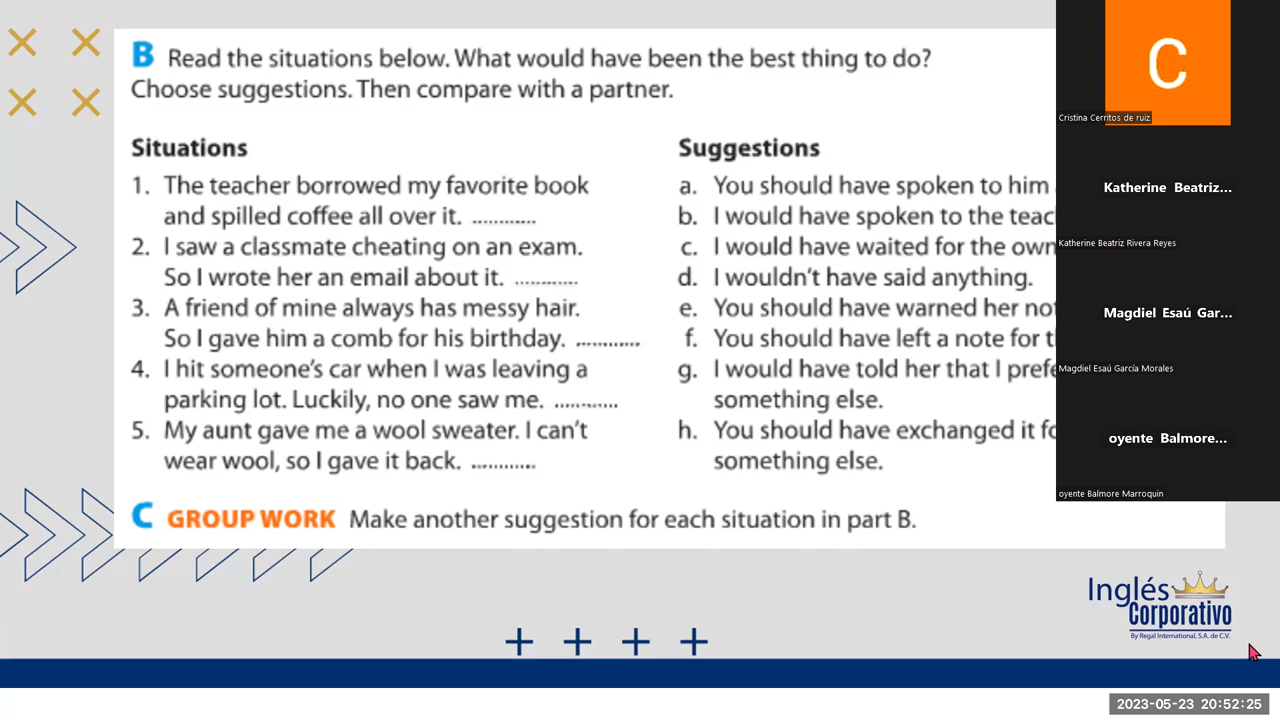 B Read the situations below. What would have been the best thing to do?
Choose suggestions. Then compare with a partner.
Situations
1. The teacher borrowed my favorite book
and spilled coffee all over it. ............
2. I saw a classmate cheating on an exam.
So I wrote her an email about it. ............
3. A friend of mine always has messy hair.
So I gave him a comb for his birthday. ............
4. I hit someone's car when I was leaving a
parking lot. Luckily, no one saw me. ............
5. My aunt gave me a wool sweater. I can't
wear wool, so I gave it back. ............
Suggestions
a. You should have spoken to him
b. I would have spoken to the
c. I would have waited for the
d. I wouldn't have said anything.
e. You should have warned her
f. You should have left a note for
g. I would have told her that I
something else.
h. You should have exchanged it
something else.
C GROUP WORK Make another suggestion for each situation in part B.
C
Cristina Cerritos de ruiz
Katherine Beatriz...
Katherine Beatriz Rivera Reyes
Magdiel Esaú Gar...
Magdiel Esaú García Morales
oyente Balmore...
oyente Balmore Marroquin
Inglés
Corporativo
By Regal International, S.A. de C.V.
2023-05-23 20:52:25